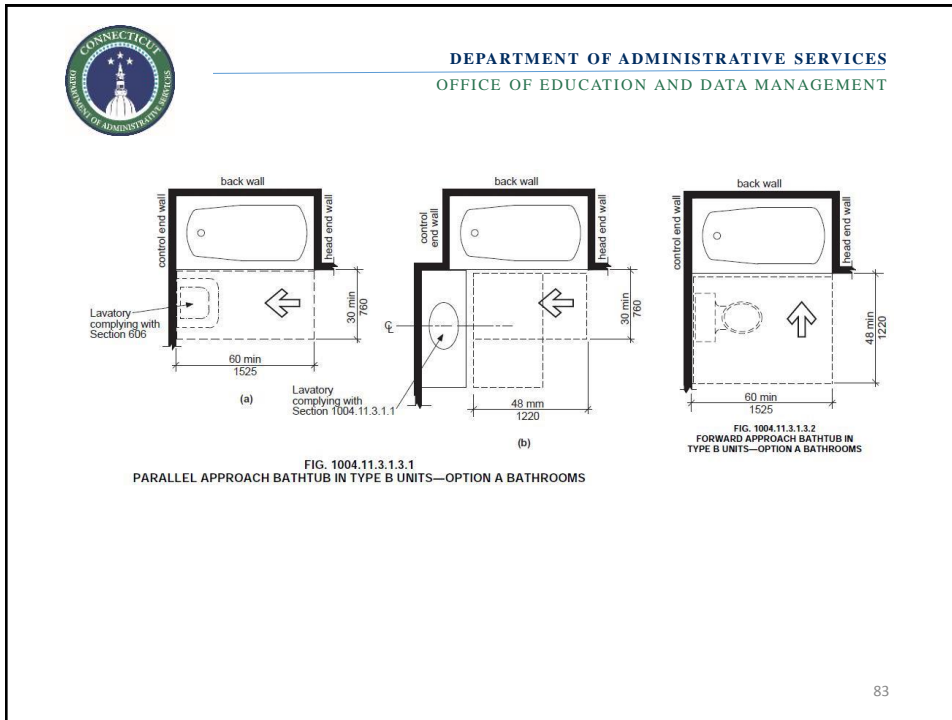 CONNECTICUT
DEPARTMENT OF ADMINISTRATIVE SERVICES
DEPARTMENT OF ADMINISTRATIVE SERVICES
OFFICE OF EDUCATION AND DATA MANAGEMENT
back wall
control end wall
head end wall
Lavatory
complying with
Section 606
30 min
760
60 min
1525
(a)
back wall
control
end wall
head end wall
CL
30 min
760
Lavatory
complying with
Section 1004.11.3.1.1
48 mm
1220
(b)
FIG. 1004.11.3.1.3.1
PARALLEL APPROACH BATHTUB IN TYPE B UNITS—OPTION A BATHROOMS
back wall
control end wall
head end wall
48 min
1220
60 min
1525
FIG. 1004.11.3.1.3.2
FORWARD APPROACH BATHTUB IN
TYPE B UNITS—OPTION A BATHROOMS
83